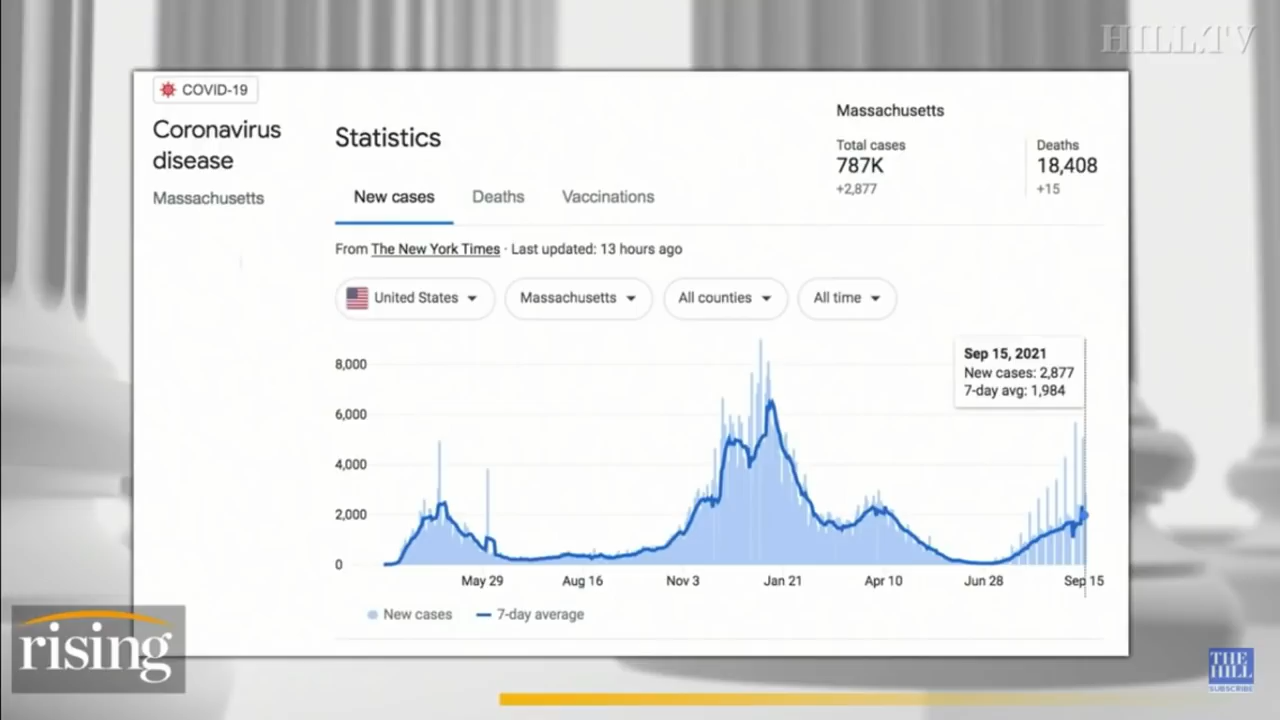 HILL.TV
COVID-19
Coronavirus
disease
Massachusetts
Statistics
Massachusetts
Total cases
787K
+2,877
Deaths
18,408
+15
New cases
Deaths
Vaccinations
From The New York Times · Last updated: 13 hours ago
United States
Massachusetts
All counties
All time
Sep 15, 2021
New cases: 2,877
7-day avg: 1,984
8,000
6,000
4,000
2,000
0
May 29
Aug 16
Nov 3
Jan 21
Apr 10
Jun 28
Sep 15
New cases
7-day average
rising
THE
HILL
SUBSCRIBE